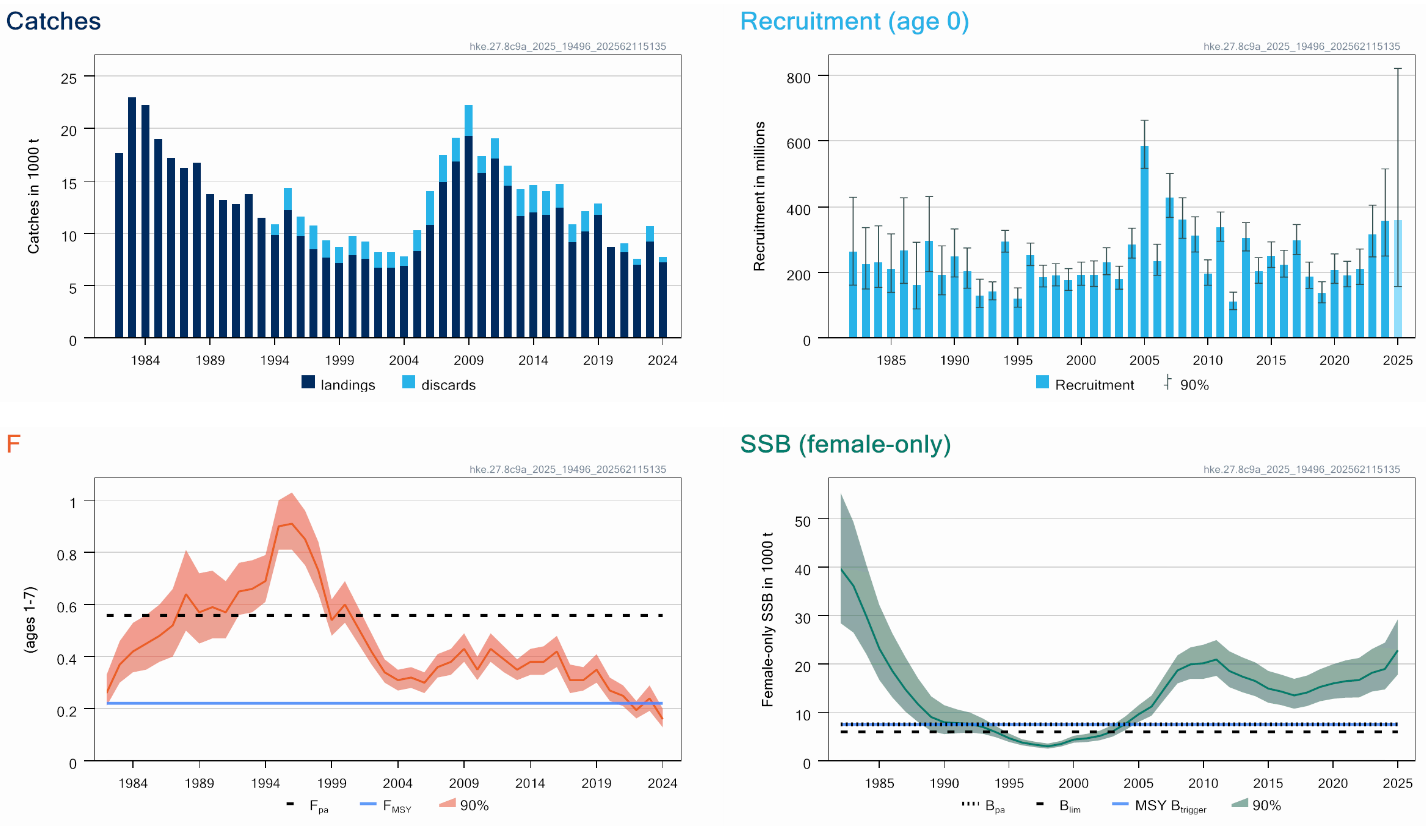 Catches
hke.27.8c9a_2025_19496_202562115135
Catches in 1000 t
25
20
15
10
5
0
1984 1989 1994 1999 2004 2009 2014 2019 2024
landings discards
Recruitment (age 0)
hke.27.8c9a_2025_19496_202562115135
Recruitment in millions
800
600
400
200
0
1985 1990 1995 2000 2005 2010 2015 2020 2025
Recruitment 90%
F
hke.27.8c9a_2025_19496_202562115135
(ages 1-7)
1
0.8
0.6
0.4
0.2
0
1984 1989 1994 1999 2004 2009 2014 2019 2024
Fpa FMSY 90%
SSB (female-only)
hke.27.8c9a_2025_19496_202562115135
Female-only SSB in 1000 t
50
40
30
20
10
0
1985 1990 1995 2000 2005 2010 2015 2020 2025
Bpa Blim MSY Btrigger 90%